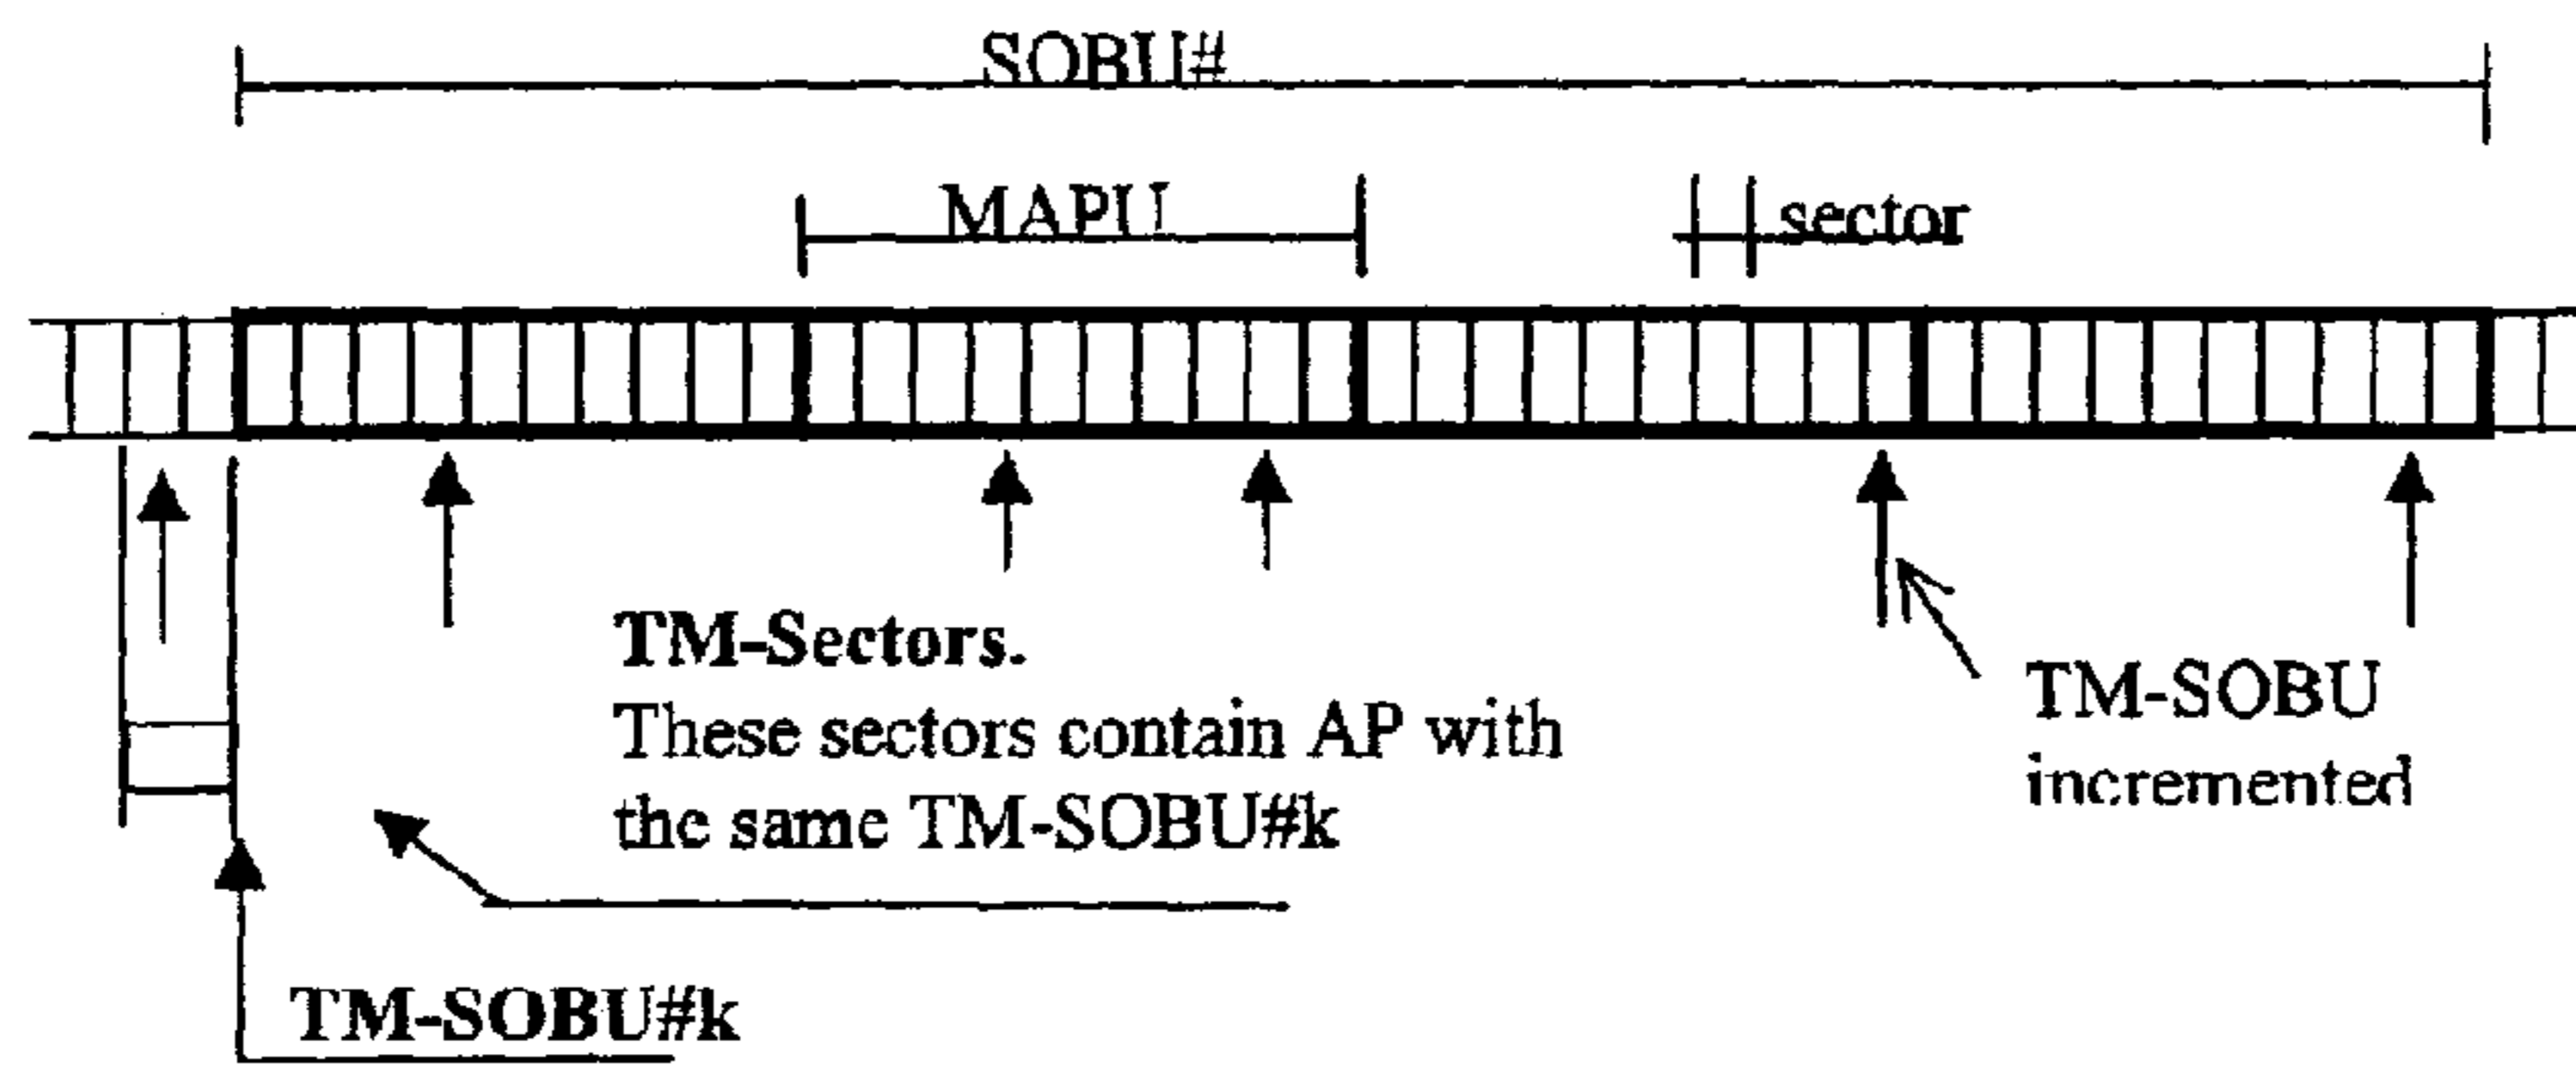 SOBU#
MAPU
sector
TM-Sectors.
These sectors contain AP with
the same TM-SOBU#k
TM-SOBU
incremented
TM-SOBU#k